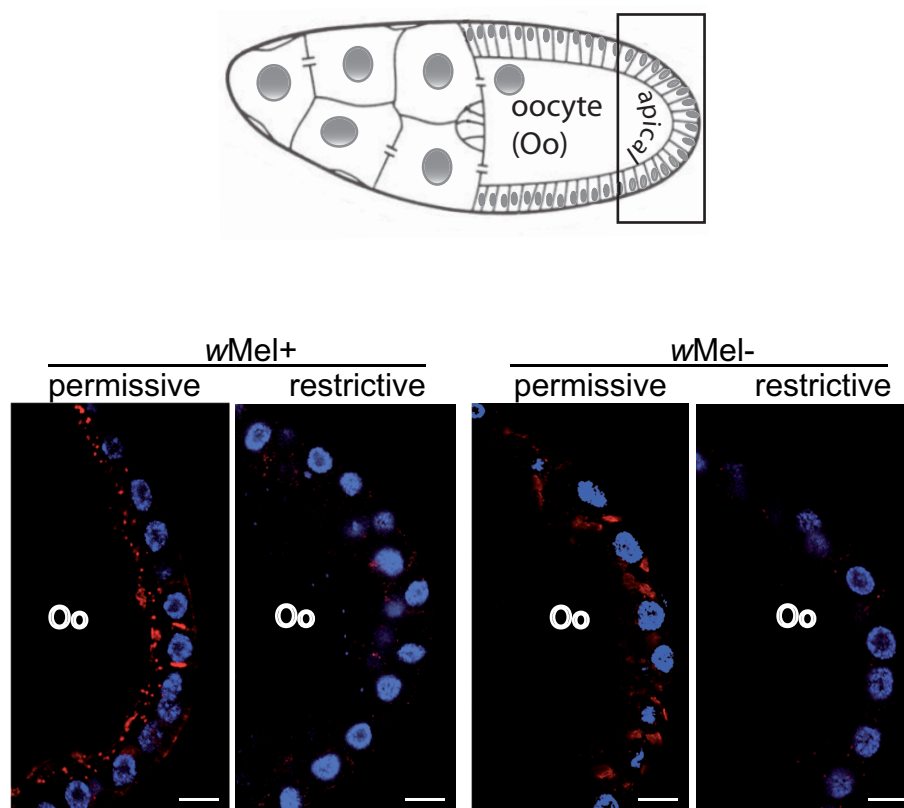 oocyte
(Oo)
apical
wMel+ wMel-
permissive restrictive permissive restrictive
Oo Oo Oo Oo